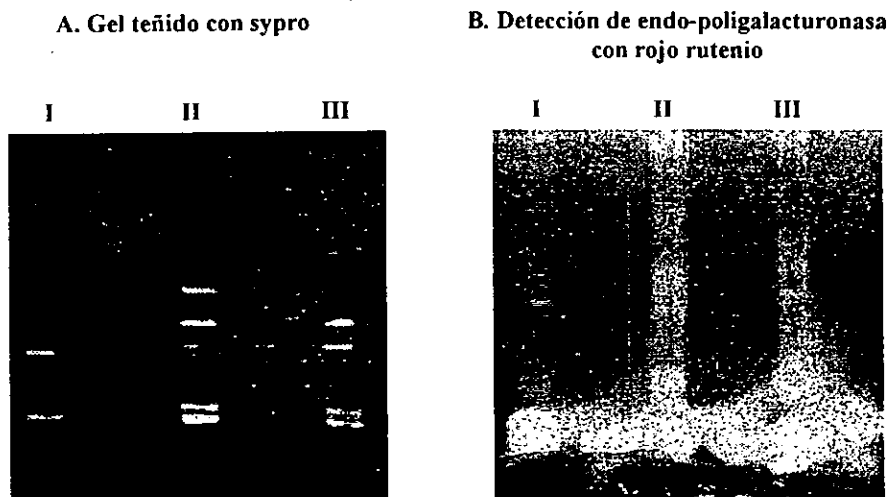 A. Gel teñido con sypro
B. Detección de endo-poligalacturonasa
con rojo rutenio
I II III
I II III